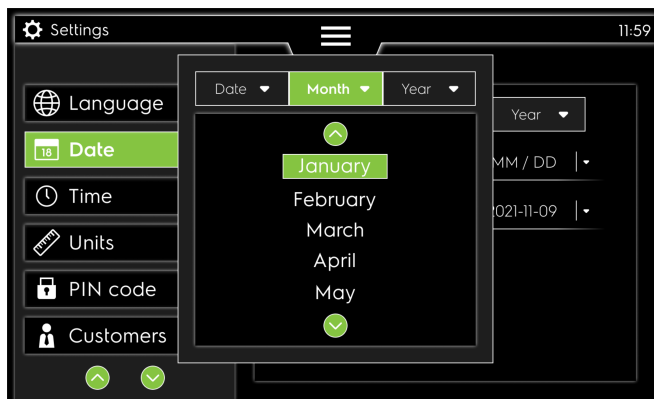 Settings
11:59
Language
18 Date
Time
Units
PIN code
Customers
Date Month Year
January
February
March
April
May
Year
MM / DD
2021-11-09